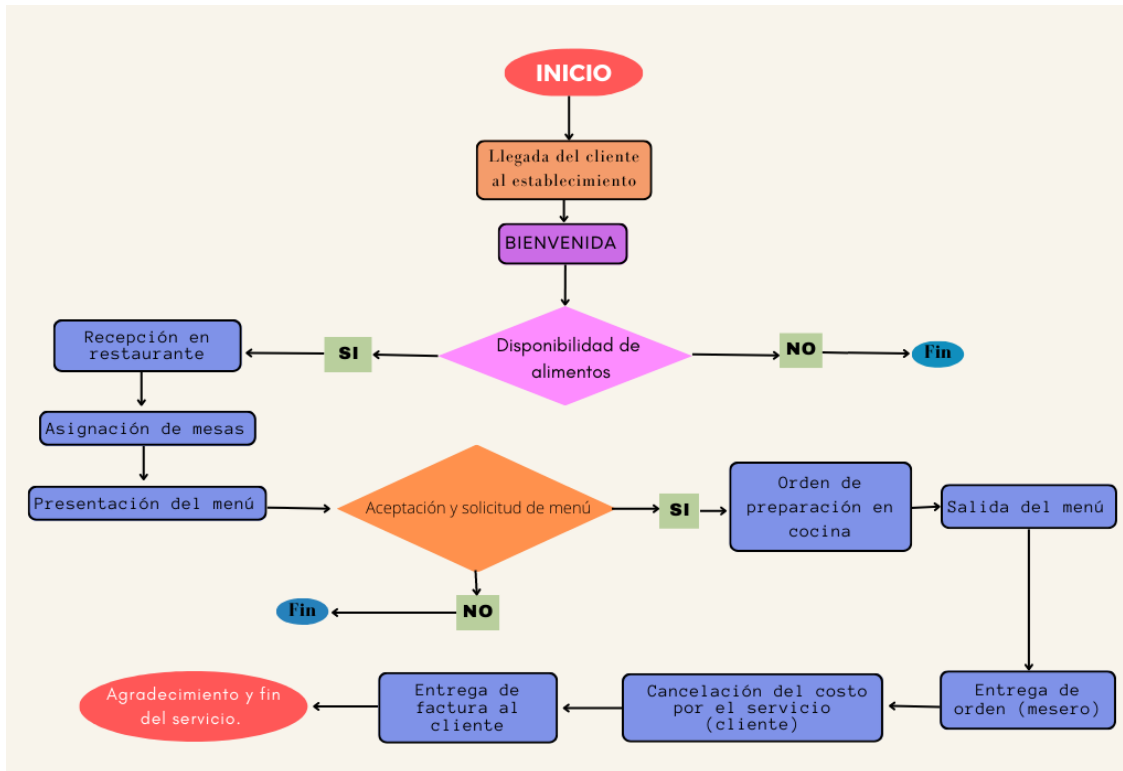 INICIO
Llegada del cliente
al establecimiento
BIENVENIDA
Disponibilidad de
alimentos
SI
NO
Fin
Recepción en
restaurante
Asignación de mesas
Presentación del menú
Aceptación y solicitud de menú
SI
NO
Fin
Orden de
preparación en
cocina
Salida del menú
Entrega de
orden (mesero)
Cancelación del costo
por el servicio
(cliente)
Entrega de
factura al
cliente
Agradecimiento y fin
del servicio.